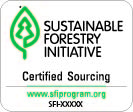 SUSTAINABLE
FORESTRY
INITIATIVE
Certified Sourcing
www.sfiprogram.org
SFI-XXXXX